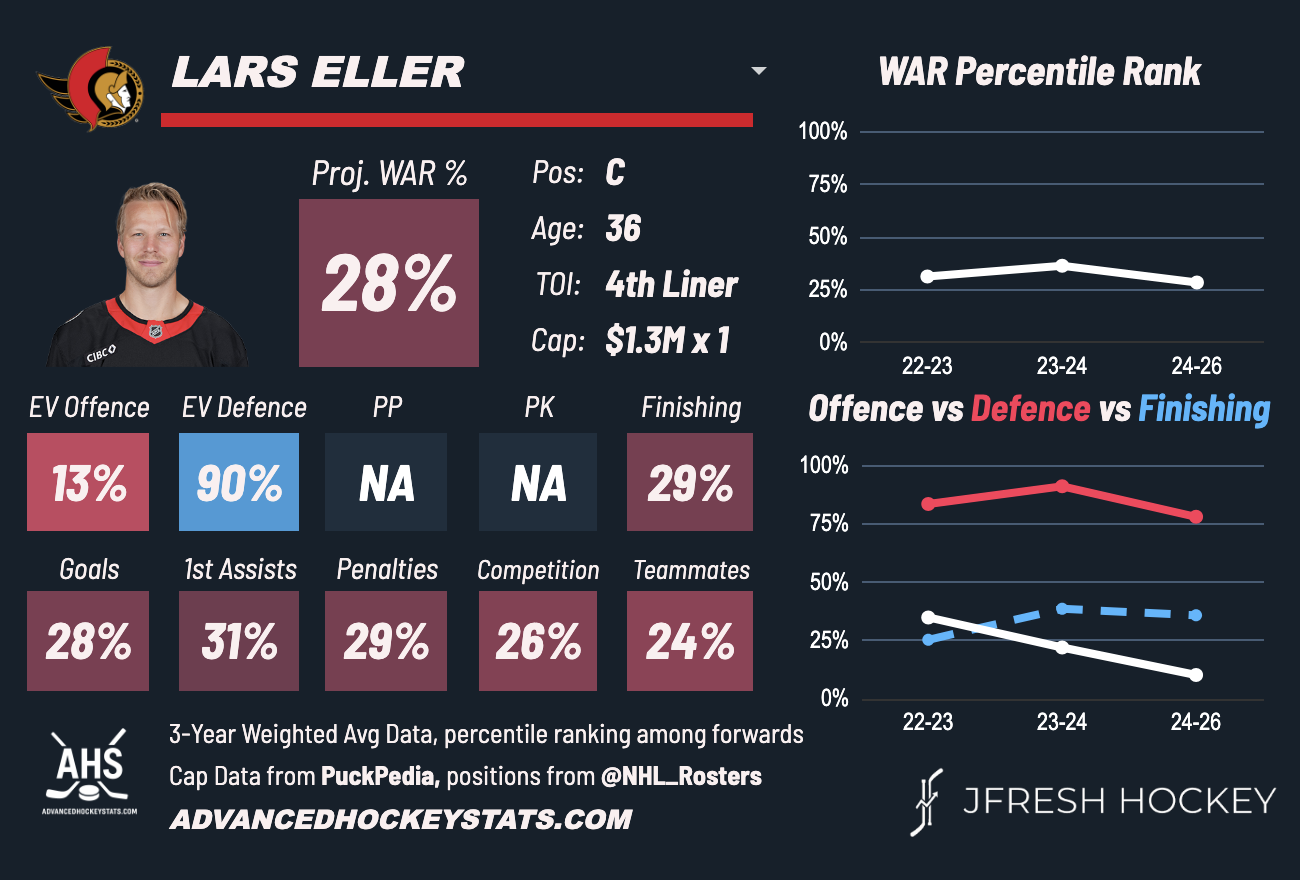 LARS ELLER
Proj. WAR %
28%
Pos: C
Age: 36
TOI: 4th Liner
Cap: $1.3M x 1
CIBC
EV Offence EV Defence PP PK Finishing
13% 90% NA NA 29%
Goals 1st Assists Penalties Competition Teammates
28% 31% 29% 26% 24%
AHS
ADVANCEDHOCKEYSTATS.COM
3-Year Weighted Avg Data, percentile ranking among forwards
Cap Data from PuckPedia, positions from @NHL_Rosters
ADVANCEDHOCKEYSTATS.COM
WAR Percentile Rank
100%
75%
50%
25%
0%
22-23 23-24 24-26
Offence vs Defence vs Finishing
100%
75%
50%
25%
0%
22-23 23-24 24-26
JFRESH HOCKEY